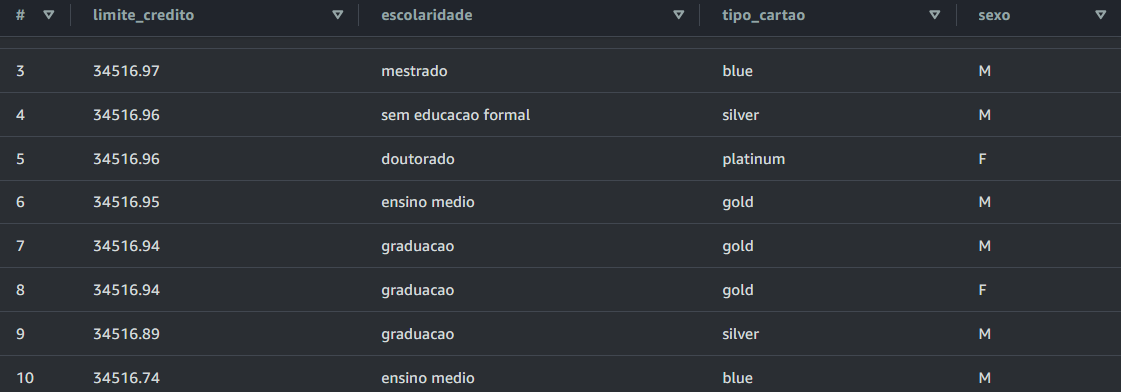 # limite_credito escolaridade tipo_cartao sexo
3 34516.97 mestrado blue M
4 34516.96 sem educacao formal silver M
5 34516.96 doutorado platinum F
6 34516.95 ensino medio gold M
7 34516.94 graduacao gold M
8 34516.94 graduacao gold F
9 34516.89 graduacao silver M
10 34516.74 ensino medio blue M